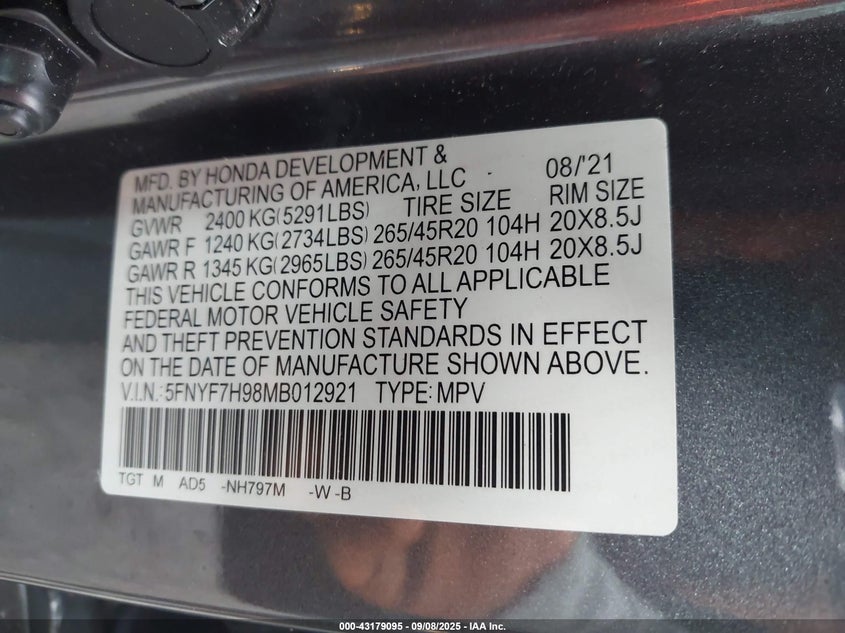 MFD. BY HONDA DEVELOPMENT &
MANUFACTURING OF AMERICA, LLC 08/'21
GVWR 2400 KG(5291LBS) TIRE SIZE RIM SIZE
GAWR F 1240 KG(2734LBS) 265/45R20 104H 20X8.5J
GAWR R 1345 KG(2965LBS) 265/45R20 104H 20X8.5J
THIS VEHICLE CONFORMS TO ALL APPLICABLE
FEDERAL MOTOR VEHICLE SAFETY
AND THEFT PREVENTION STANDARDS IN EFFECT
ON THE DATE OF MANUFACTURE SHOWN ABOVE.
V.I.N.:5FNYF7H98MB012921 TYPE: MPV
TGT M AD5 -NH797M -W -B
000-43179095 - 09/08/2025 - IAA Inc.